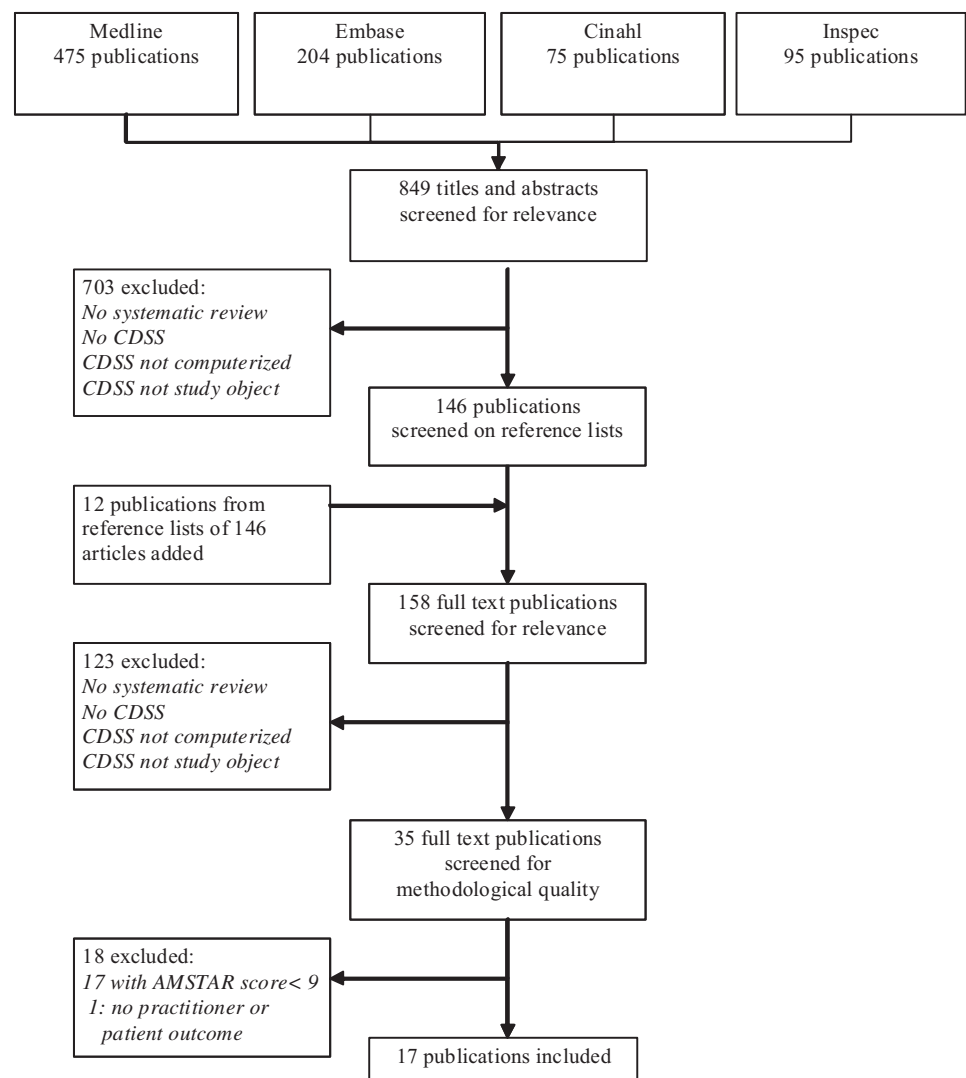 Medline
475 publications
Embase
204 publications
Cinahl
75 publications
Inspec
95 publications
849 titles and abstracts
screened for relevance
703 excluded:
No systematic review
No CDSS
CDSS not computerized
CDSS not study object
146 publications
screened on reference lists
12 publications from
reference lists of 146
articles added
158 full text publications
screened for relevance
123 excluded:
No systematic review
No CDSS
CDSS not computerized
CDSS not study object
35 full text publications
screened for
methodological quality
18 excluded:
17 with AMSTAR score< 9
1: no practitioner or
patient outcome
17 publications included